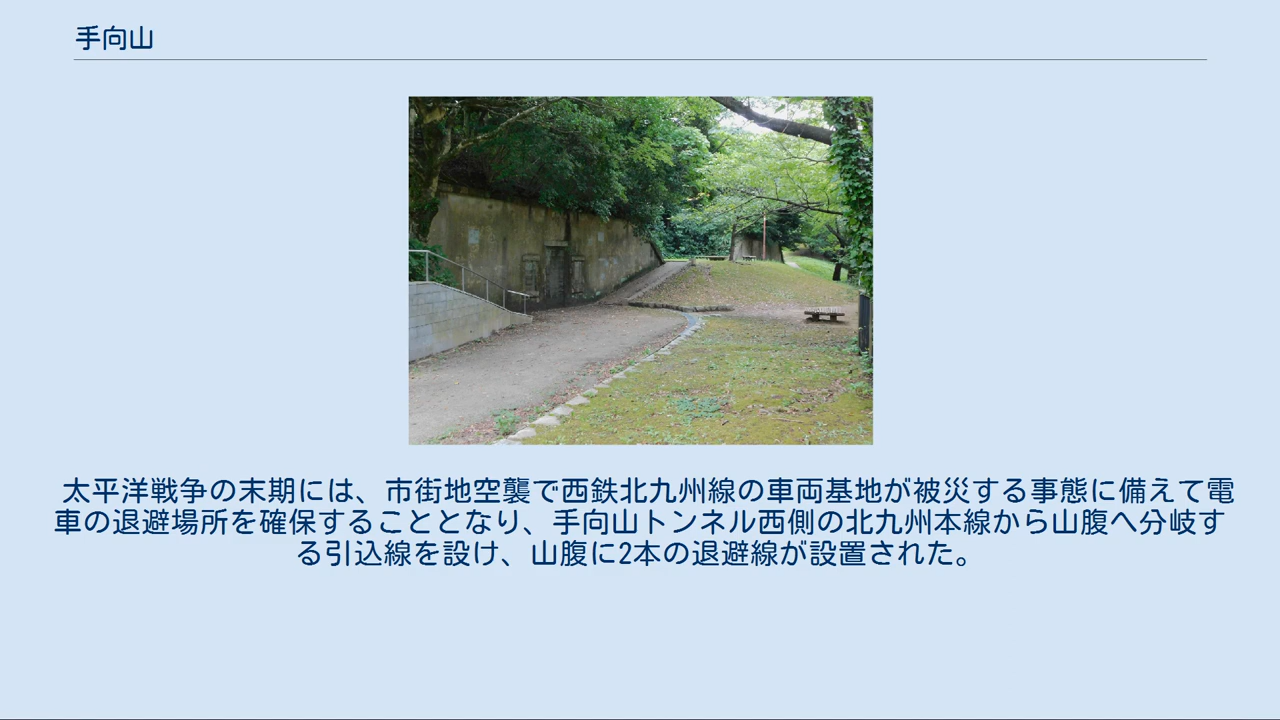 手向山
太平洋戦争の末期には、市街地空襲で西鉄北九州線の車両基地が被災する事態に備えて電
車の退避場所を確保することとなり、手向山トンネル西側の北九州本線から山腹へ分岐す
る引込線を設け、山腹に2本の退避線が設置された。